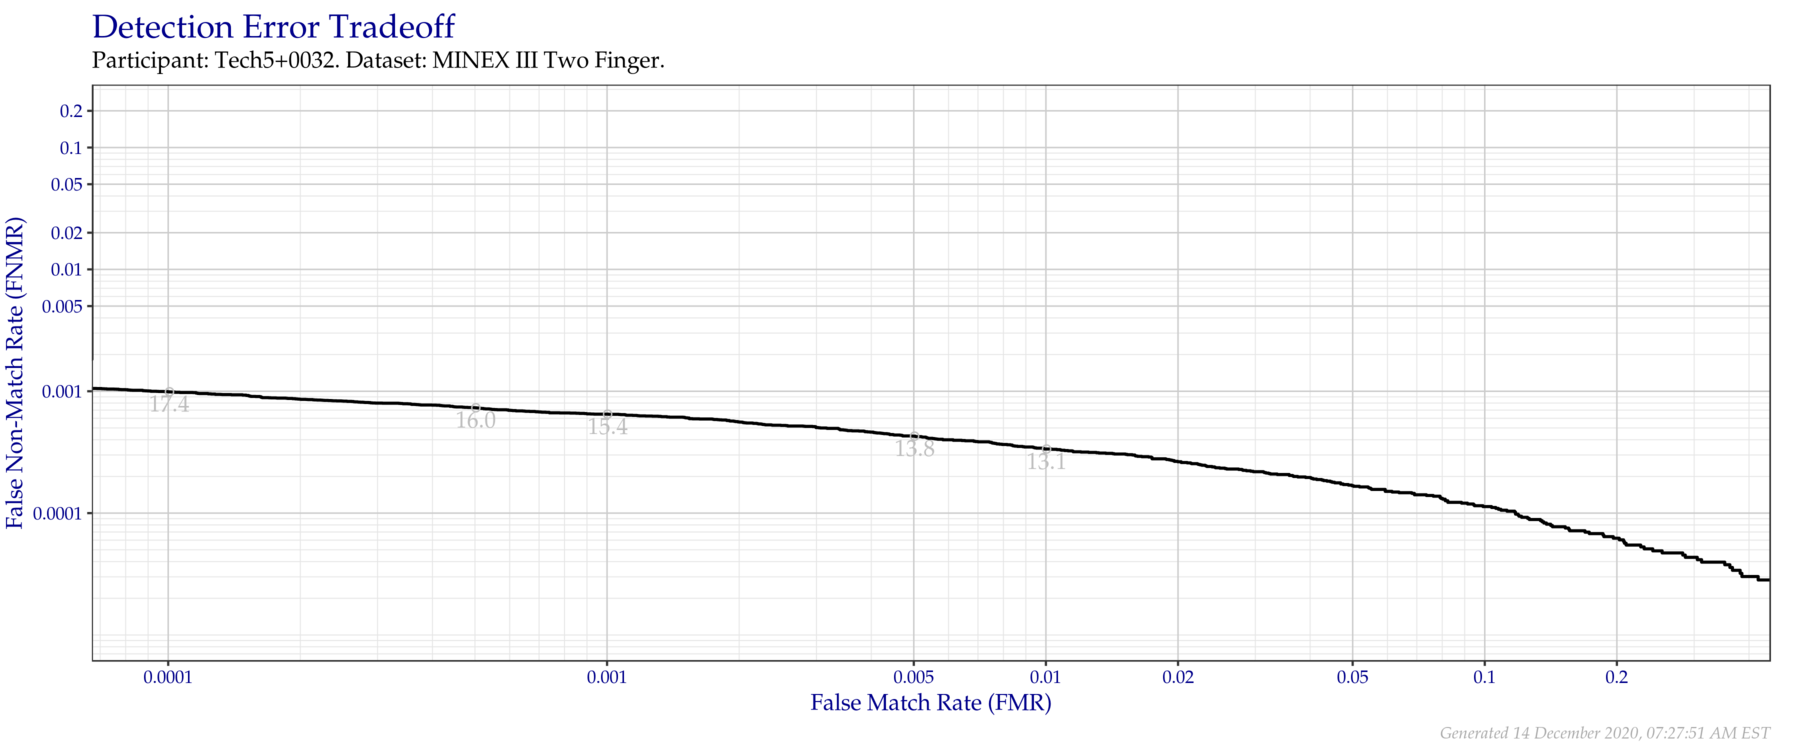 Detection Error Tradeoff
Participant: Tech5+0032. Dataset: MINEX III Two Finger.
False Non-Match Rate (FNMR)
0.2
0.1
0.05
0.02
0.01
0.005
0.001
0.0001
17.4
16.0
15.4
13.8
13.1
0.0001 0.001 0.005 0.01 0.02 0.05 0.1 0.2
False Match Rate (FMR)
Generated 14 December 2020, 07:27:51 AM EST